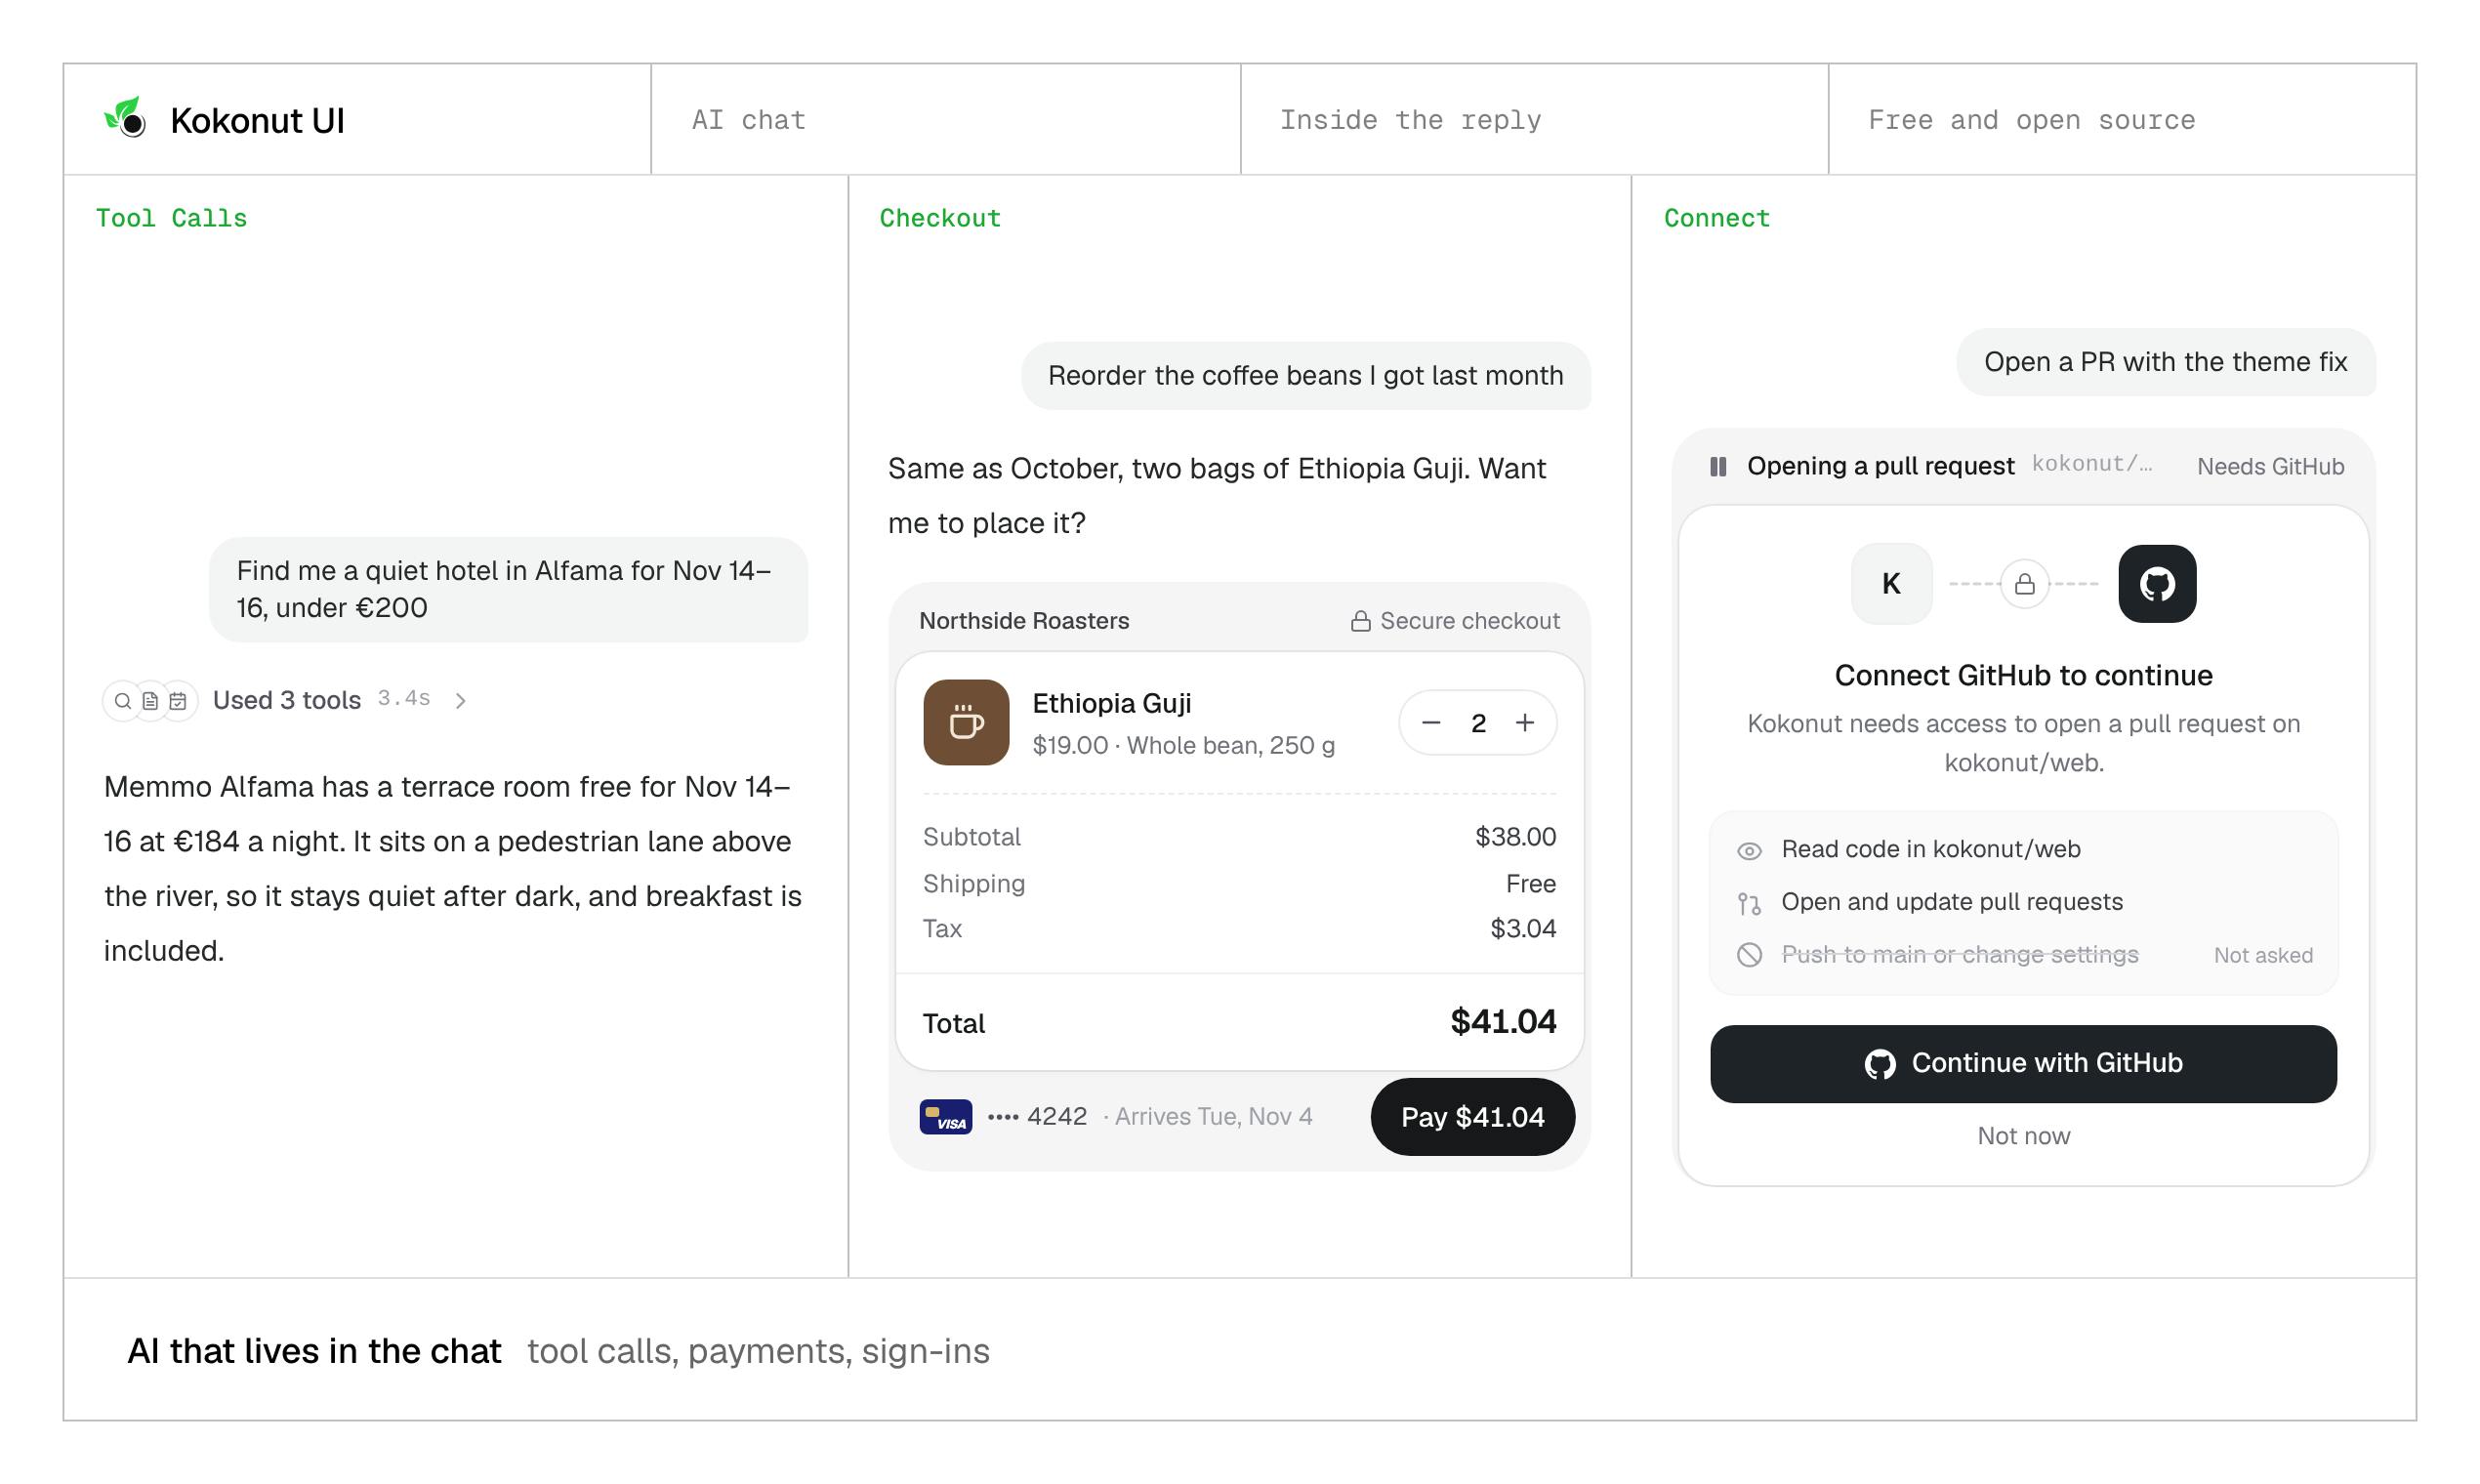 Kokonut UI
AI chat
Inside the reply
Free and open source
Tool Calls
Find me a quiet hotel in Alfama for Nov 14–
16, under €200
Used 3 tools 3.4s
Memmo Alfama has a terrace room free for Nov 14–
16 at €184 a night. It sits on a pedestrian lane above
the river, so it stays quiet after dark, and breakfast is
included.
Checkout
Reorder the coffee beans I got last month
Same as October, two bags of Ethiopia Guji. Want
me to place it?
Northside Roasters
Secure checkout
Ethiopia Guji
$19.00 · Whole bean, 250 g
− 2 +
Subtotal $38.00
Shipping Free
Tax $3.04
Total $41.04
VISA •••• 4242 · Arrives Tue, Nov 4
Pay $41.04
Connect
Open a PR with the theme fix
Opening a pull request kokonut/… Needs GitHub
K
Connect GitHub to continue
Kokonut needs access to open a pull request on
kokonut/web.
Read code in kokonut/web
Open and update pull requests
Push to main or change settings Not asked
Continue with GitHub
Not now
AI that lives in the chat tool calls, payments, sign-ins